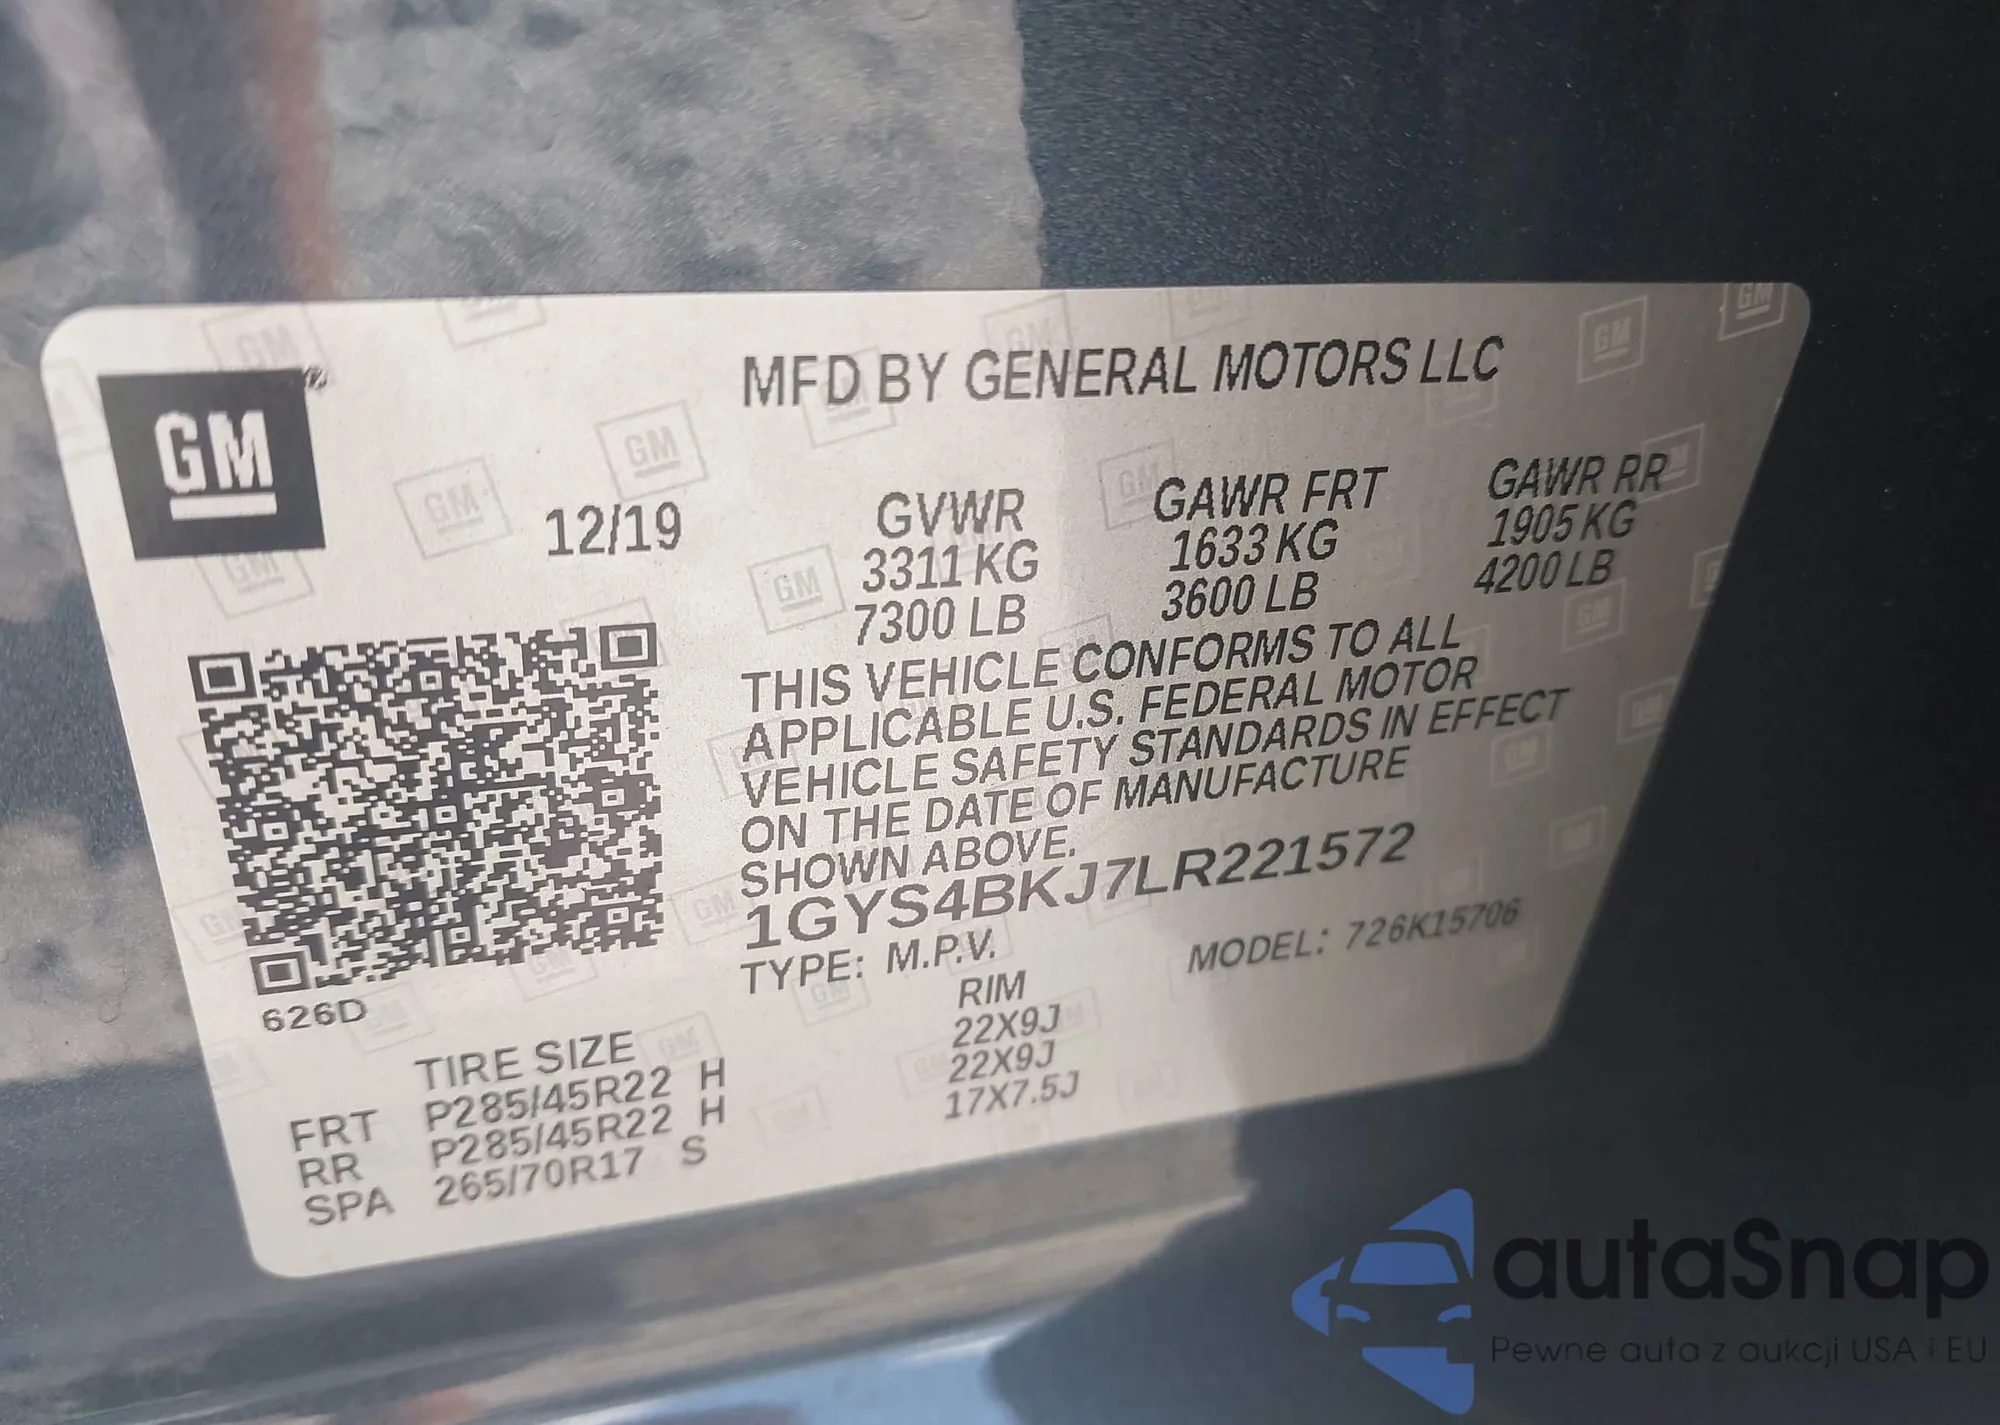 GM
MFD BY GENERAL MOTORS LLC
12/19
GVWR GAWR FRT GAWR RR
3311 KG 1633 KG 1905 KG
7300 LB 3600 LB 4200 LB
THIS VEHICLE CONFORMS TO ALL
APPLICABLE U.S. FEDERAL MOTOR
VEHICLE SAFETY STANDARDS IN EFFECT
ON THE DATE OF MANUFACTURE
SHOWN ABOVE.
1GYS4BKJ7LR221572
TYPE: M.P.V. MODEL: 726K15706
626D
TIRE SIZE RIM
FRT P285/45R22 H 22X9J
RR P285/45R22 H 22X9J
SPA 265/70R17 S 17X7.5J
autaSnap
Pewne auta z aukcji USA i EU